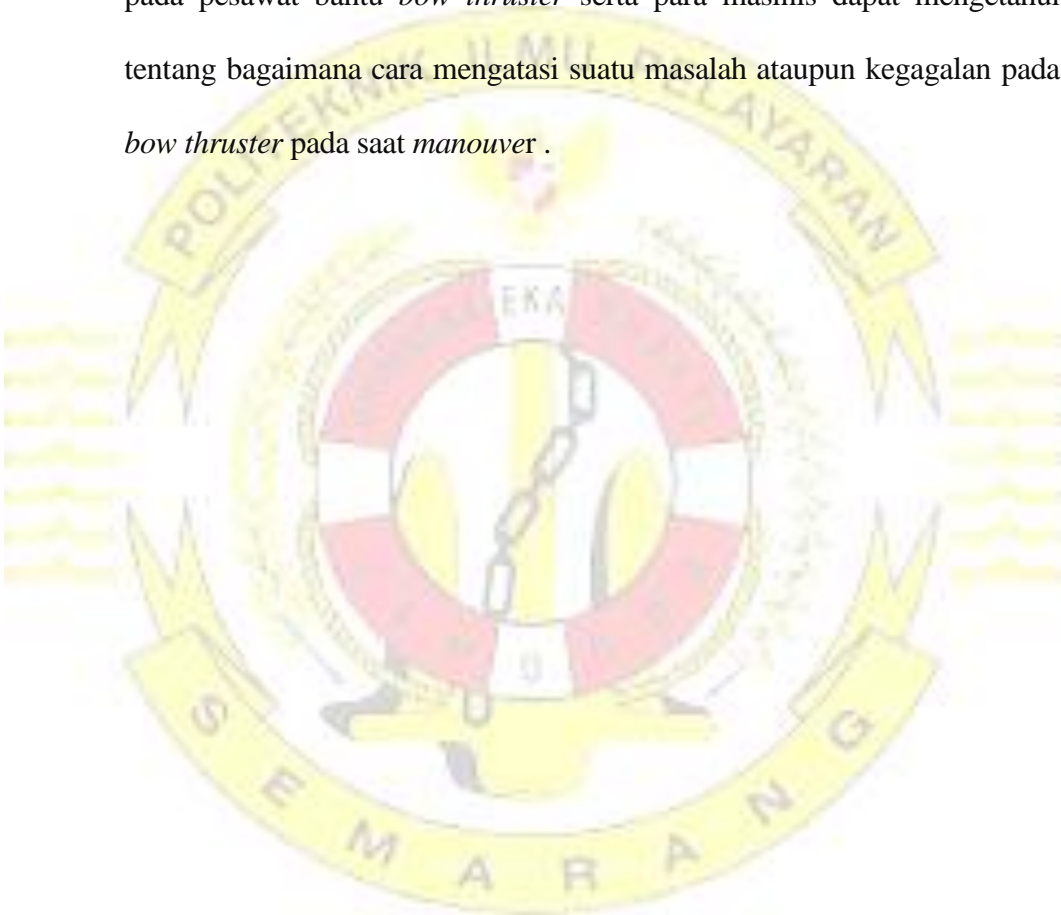 pada pesawat bantu bow thruster serta para masinis dapat mengetahui
tentang bagaimana cara mengatasi suatu masalah ataupun kegagalan pada
bow thruster pada saat manouver .
POLITEKNIK ILMU PELAYARAN
EKA
SEMARANG